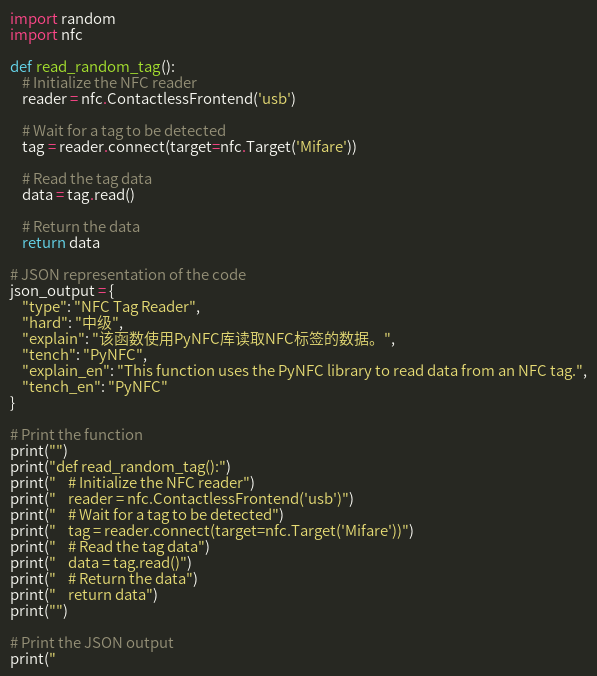 import random
import nfc

def read_random_tag():
    # Initialize the NFC reader
    reader = nfc.ContactlessFrontend('usb')

    # Wait for a tag to be detected
    tag = reader.connect(target=nfc.Target('Mifare'))

    # Read the tag data
    data = tag.read()

    # Return the data
    return data

# JSON representation of the code
json_output = {
    "type": "NFC Tag Reader",
    "hard": "中级",
    "explain": "该函数使用PyNFC库读取NFC标签的数据。",
    "tench": "PyNFC",
    "explain_en": "This function uses the PyNFC library to read data from an NFC tag.",
    "tench_en": "PyNFC"
}

# Print the function
print("")
print("def read_random_tag():")
print("    # Initialize the NFC reader")
print("    reader = nfc.ContactlessFrontend('usb')")
print("    # Wait for a tag to be detected")
print("    tag = reader.connect(target=nfc.Target('Mifare'))")
print("    # Read the tag data")
print("    data = tag.read()")
print("    # Return the data")
print("    return data")
print("")

# Print the JSON output
print("